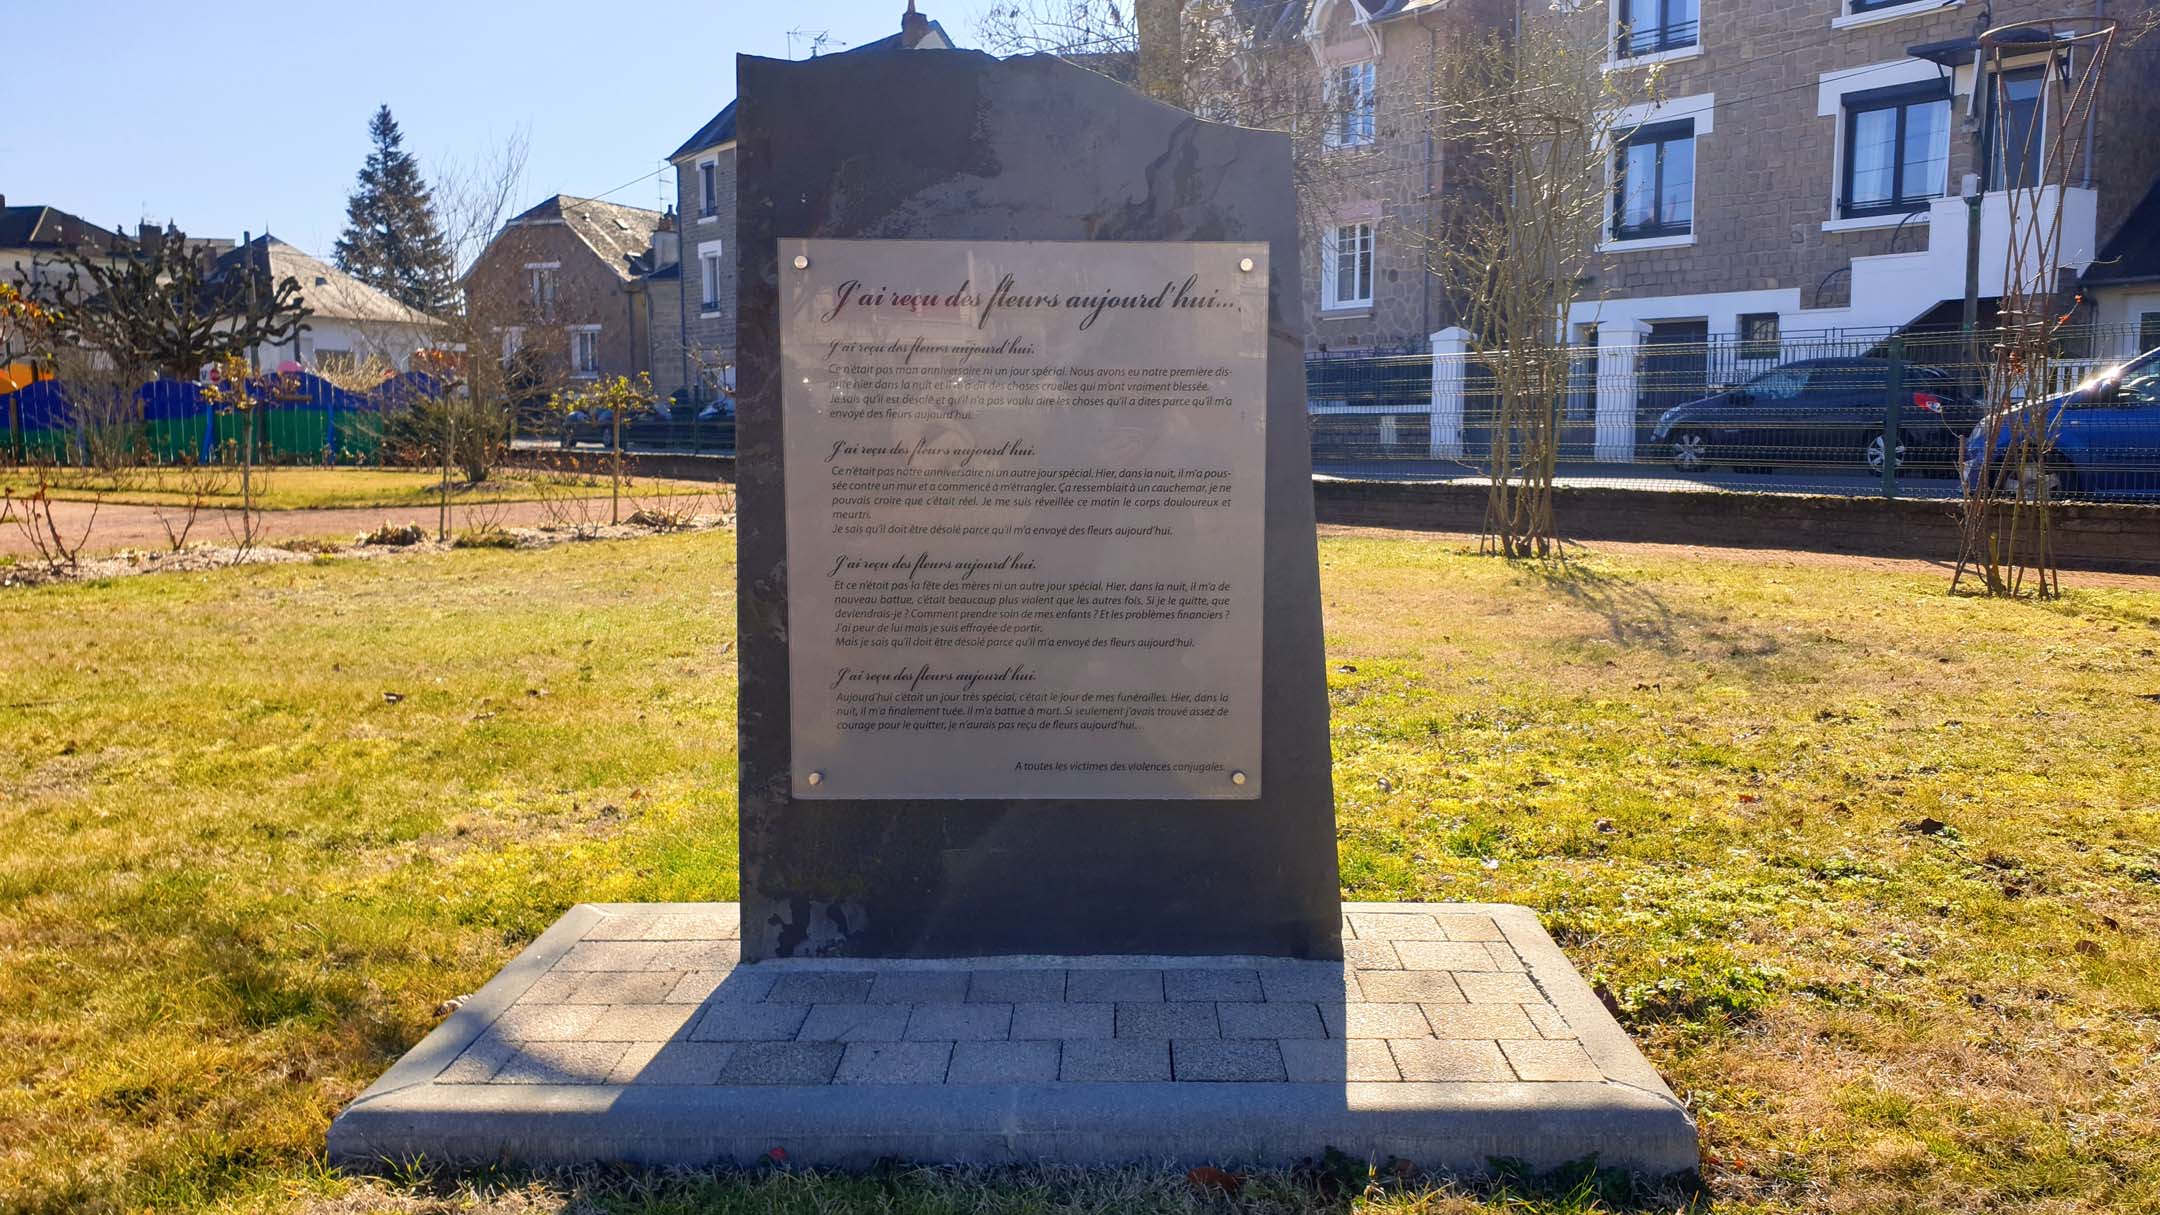 J'ai reçu des fleurs aujourd'hui...
J'ai reçu des fleurs aujourd'hui.
Ce n'était pas mon anniversaire ni un jour spécial. Nous avons eu notre première dis-
pute hier dans la nuit et il m'a dit des choses cruelles qui m'ont vraiment blessée.
Je sais qu'il est désolé et qu'il n'a pas voulu dire les choses qu'il a dites parce qu'il m'a
envoyé des fleurs aujourd'hui.
J'ai reçu des fleurs aujourd'hui.
Ce n'était pas notre anniversaire ni un autre jour spécial. Hier, dans la nuit, il m'a pous-
sée contre un mur et a commencé à m'étrangler. Ça ressemblait à un cauchemar, je ne
pouvais croire que c'était réel. Je me suis réveillée ce matin le corps douloureux et
meurtri.
Je sais qu'il doit être désolé parce qu'il m'a envoyé des fleurs aujourd'hui.
J'ai reçu des fleurs aujourd'hui.
Et ce n'était pas la fête des mères ni un autre jour spécial. Hier, dans la nuit, il m'a de
nouveau battue, c'était beaucoup plus violent que les autres fois. Si je le quitte, que
deviendrais-je ? Comment prendre soin de mes enfants ? Et les problèmes financiers ?
J'ai peur de lui mais je suis effrayée de partir.
Mais je sais qu'il doit être désolé parce qu'il m'a envoyé des fleurs aujourd'hui.
J'ai reçu des fleurs aujourd'hui.
Aujourd'hui c'était un jour très spécial, c'était le jour de mes funérailles. Hier, dans la
nuit, il m'a finalement tuée. Il m'a battue à mort. Si seulement j'avais trouvé assez de
courage pour le quitter, je n'aurais pas reçu de fleurs aujourd'hui...
A toutes les victimes des violences conjugales.